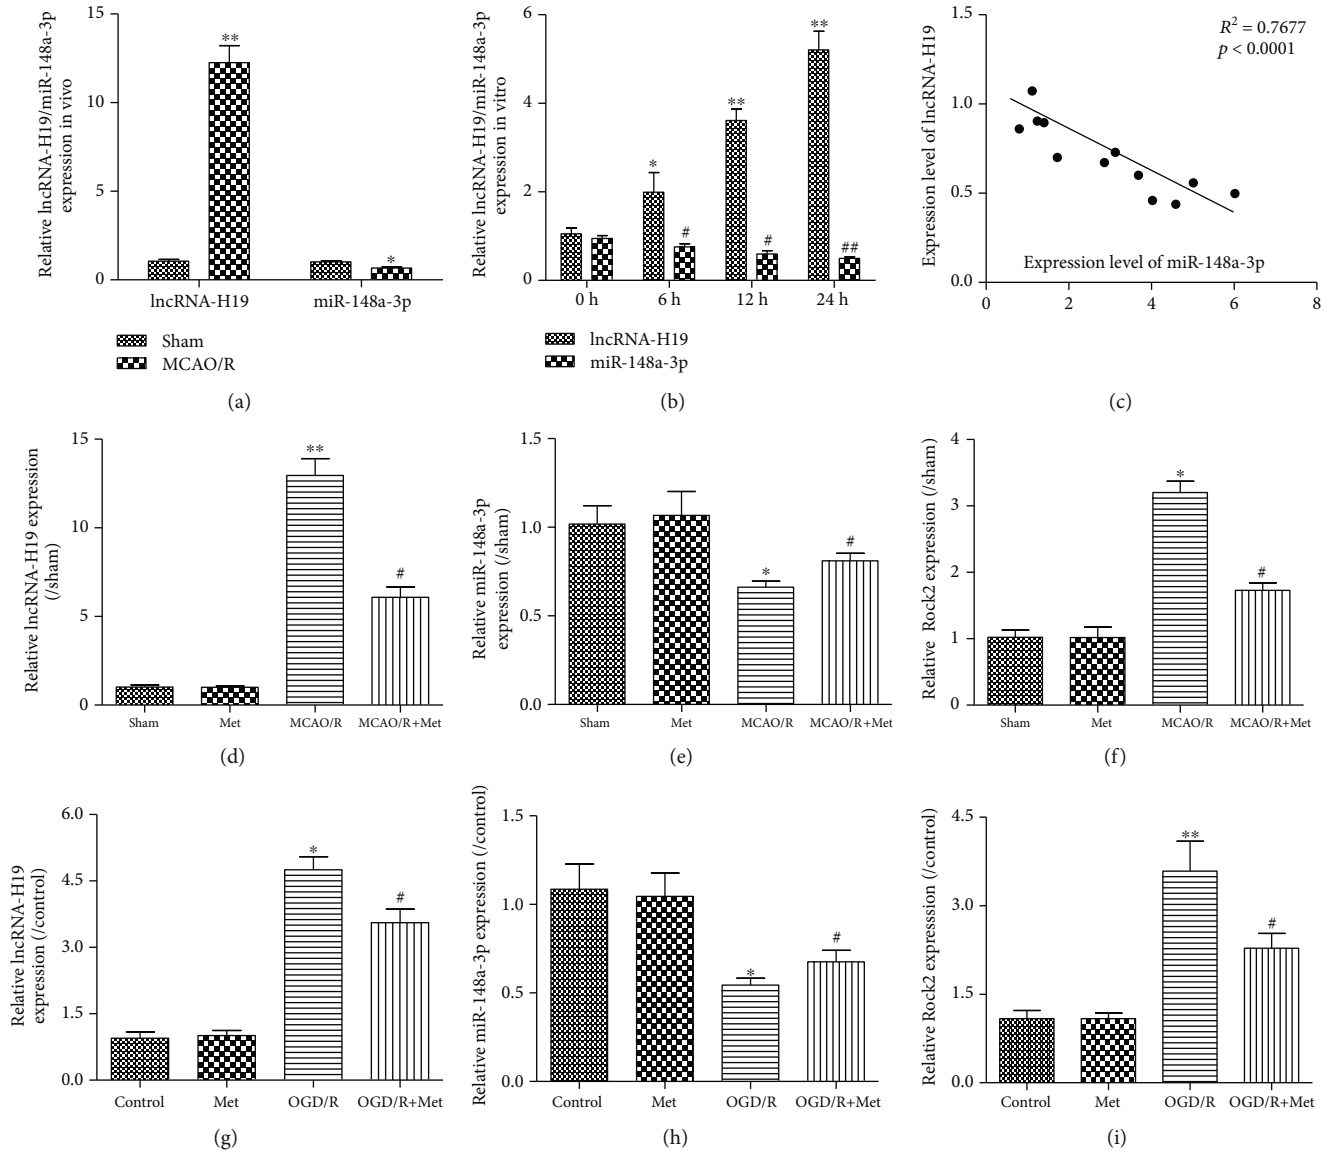 Relative lncRNA-H19/miR-148a-3p
expression in vivo
15
10
5
0
**
*
lncRNA-H19
miR-148a-3p
Sham
MCAO/R
(a)
Relative lncRNA-H19/miR-148a-3p
expression in vitro
6
4
2
0
*
#
**
#
**
##
0 h
6 h
12 h
24 h
lncRNA-H19
miR-148a-3p
(b)
Expression level of lncRNA-H19
1.5
1.0
0.5
0.0
R² = 0.7677
p < 0.0001
Expression level of miR-148a-3p
0
2
4
6
8
(c)
Relative lncRNA-H19 expression
(/sham)
15
10
5
0
**
#
Sham
Met
MCAO/R
MCAO/R+Met
(d)
Relative miR-148a-3p
expression (/sham)
1.5
1.0
0.5
0.0
*
#
Sham
Met
MCAO/R
MCAO/R+Met
(e)
Relative Rock2 expression (/sham)
4
3
2
1
0
*
#
Sham
Met
MCAO/R
MCAO/R+Met
(f)
Relative lncRNA-H19
expression (/control)
6.0
4.5
3.0
1.5
0.0
*
#
Control
Met
OGD/R
OGD/R+Met
(g)
Relative miR-148a-3p expression (/control)
1.5
1.0
0.5
0.0
*
#
Control
Met
OGD/R
OGD/R+Met
(h)
Relative Rock2 expresssion (/control)
4.5
3.0
1.5
0.0
**
#
Control
Met
OGD/R
OGD/R+Met
(i)